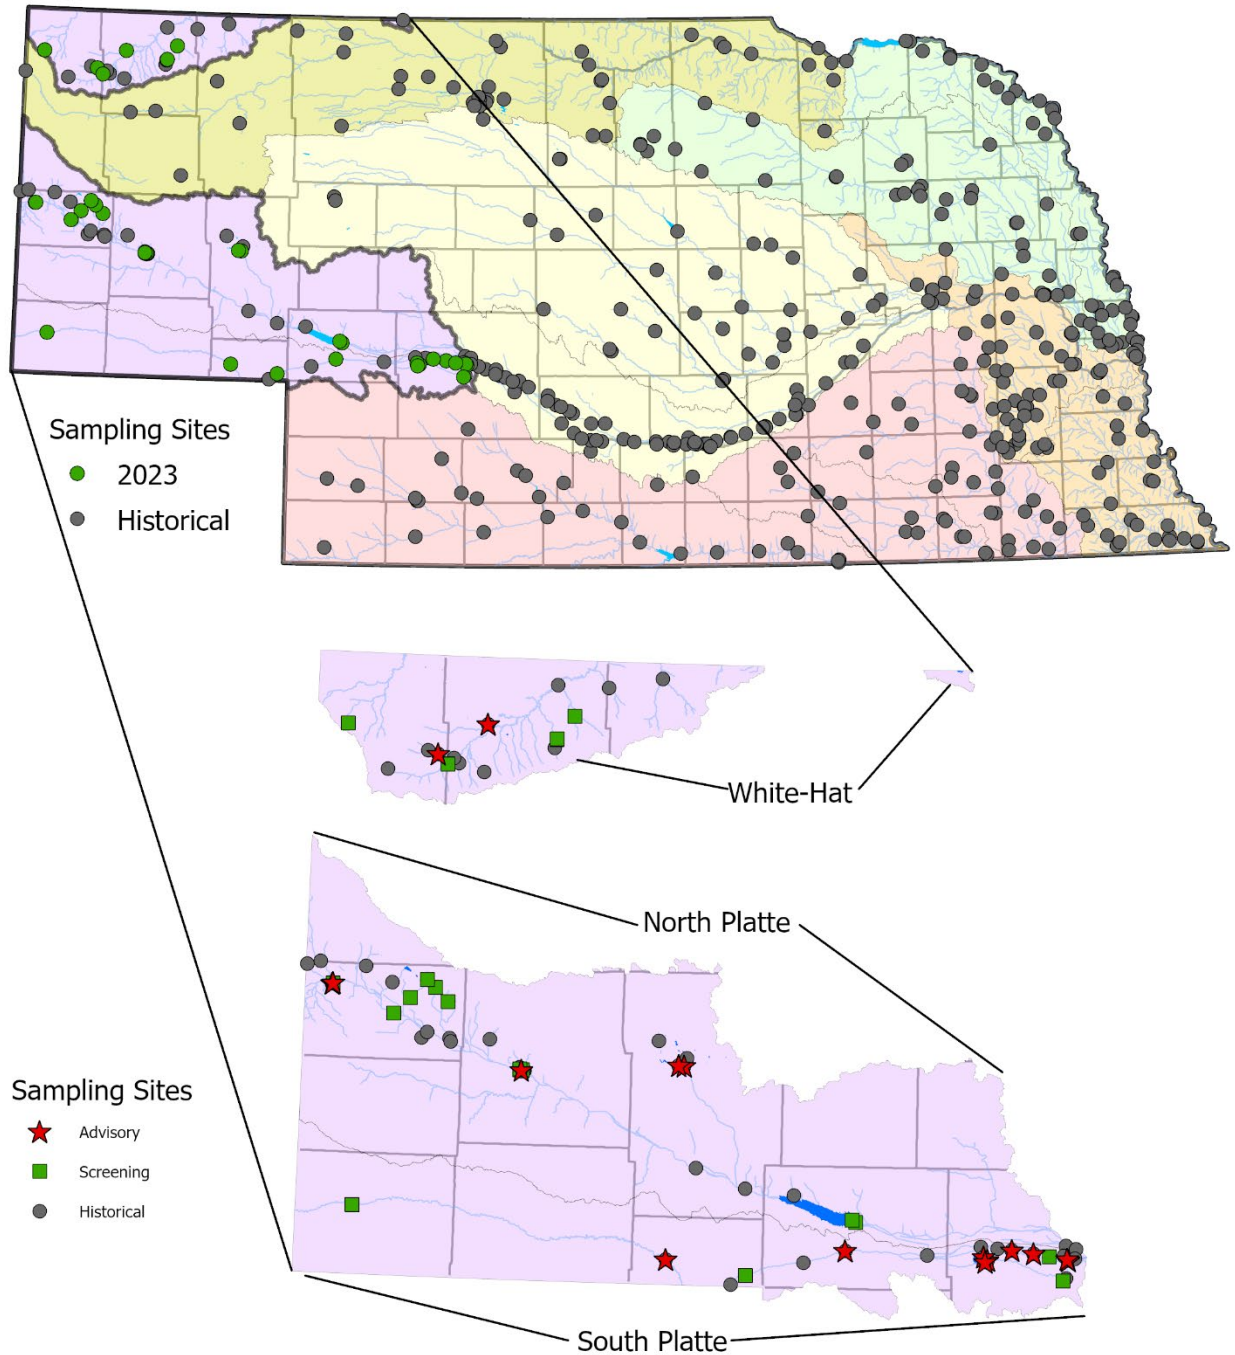 Sampling Sites
2023
Historical
White-Hat
North Platte
Sampling Sites
Advisory
Screening
Historical
South Platte